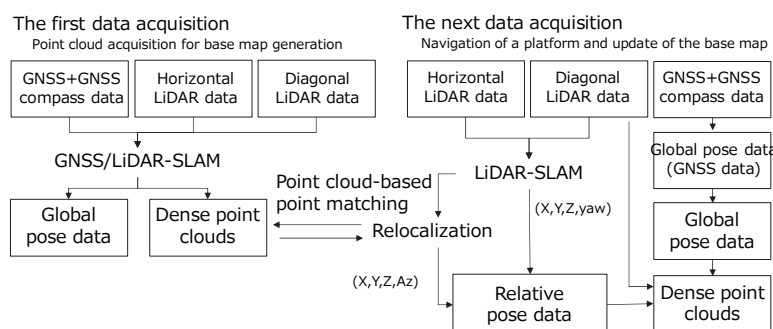 The first data acquisition
Point cloud acquisition for base map generation
GNSS+GNSS
compass data
Horizontal
LiDAR data
Diagonal
LiDAR data
GNSS/LiDAR-SLAM
Global
pose data
Dense point
clouds
Point cloud-based
point matching
The next data acquisition
Navigation of a platform and update of the base map
Horizontal
LiDAR data
Diagonal
LiDAR data
GNSS+GNSS
compass data
LiDAR-SLAM
Global pose data
(GNSS data)
Relocalization
(X,Y,Z,yaw)
Global
pose data
(X,Y,Z,Az)
Relative
pose data
Dense point
clouds